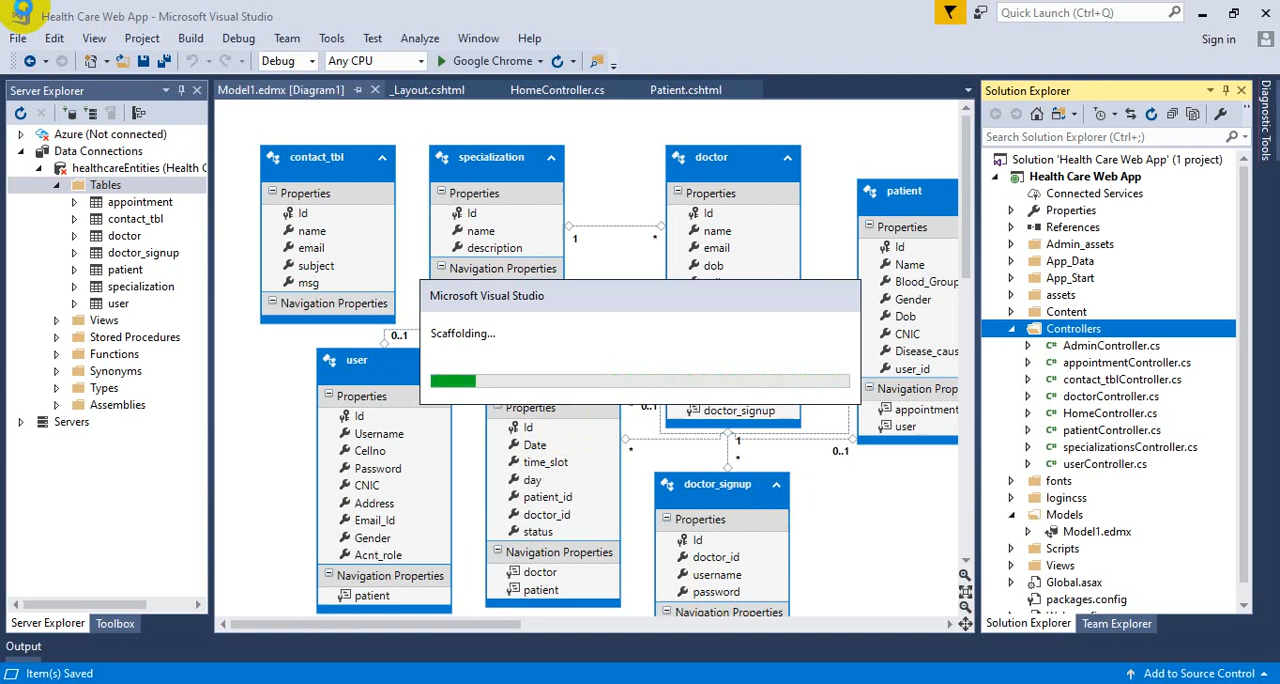 Health Care Web App - Microsoft Visual Studio
Quick Launch (Ctrl+Q)
File Edit View Project Build Debug Team Tools Test Analyze Window Help
Sign in
Debug Any CPU Google Chrome
Server Explorer
Azure (Not connected)
Data Connections
healthcareEntities (Health C
Tables
appointment
contact_tbl
doctor
doctor_signup
patient
specialization
user
Views
Stored Procedures
Functions
Synonyms
Types
Assemblies
Servers
Server Explorer Toolbox
Model1.edmx [Diagram1] _Layout.cshtml HomeController.cs Patient.cshtml
contact_tbl
Properties
Id
name
email
subject
msg
Navigation Properties
specialization
Properties
Id
name
description
Navigation Properties
1
*
doctor
Properties
Id
name
email
dob
doctor_signup
patient
Properties
Id
Name
Blood_Group
Gender
Dob
CNIC
Disease_caus
user_id
Navigation Prop
appointment
user
Microsoft Visual Studio
Scaffolding...
0..1
user
Properties
Id
Username
Cellno
Password
CNIC
Address
Email_Id
Gender
Acnt_role
Navigation Properties
patient
Properties
Id
Date
time_slot
day
patient_id
doctor_id
status
Navigation Properties
doctor
patient
0..1
*
1
*
0..1
doctor_signup
Properties
Id
doctor_id
username
password
Navigation Properties
Solution Explorer
Search Solution Explorer (Ctrl+;)
Solution 'Health Care Web App' (1 project)
Health Care Web App
Connected Services
Properties
References
Admin_assets
App_Data
App_Start
assets
Content
Controllers
AdminController.cs
appointmentController.cs
contact_tblController.cs
doctorController.cs
HomeController.cs
patientController.cs
specializationsController.cs
userController.cs
fonts
logincss
Models
Model1.edmx
Scripts
Views
Global.asax
packages.config
Solution Explorer Team Explorer
Diagnostic Tools
Output
Item(s) Saved
Add to Source Control